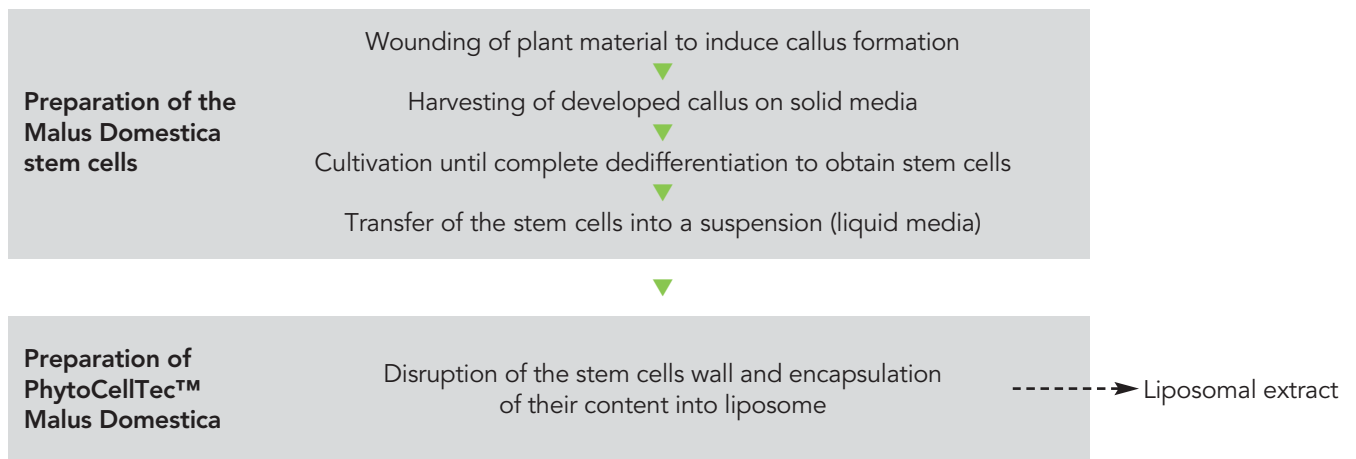 Wounding of plant material to induce callus formation
Preparation of the
Malus Domestica
stem cells
Harvesting of developed callus on solid media
Cultivation until complete dedifferentiation to obtain stem cells
Transfer of the stem cells into a suspension (liquid media)
Preparation of
PhytoCellTec™
Malus Domestica
Disruption of the stem cells wall and encapsulation
of their content into liposome
Liposomal extract